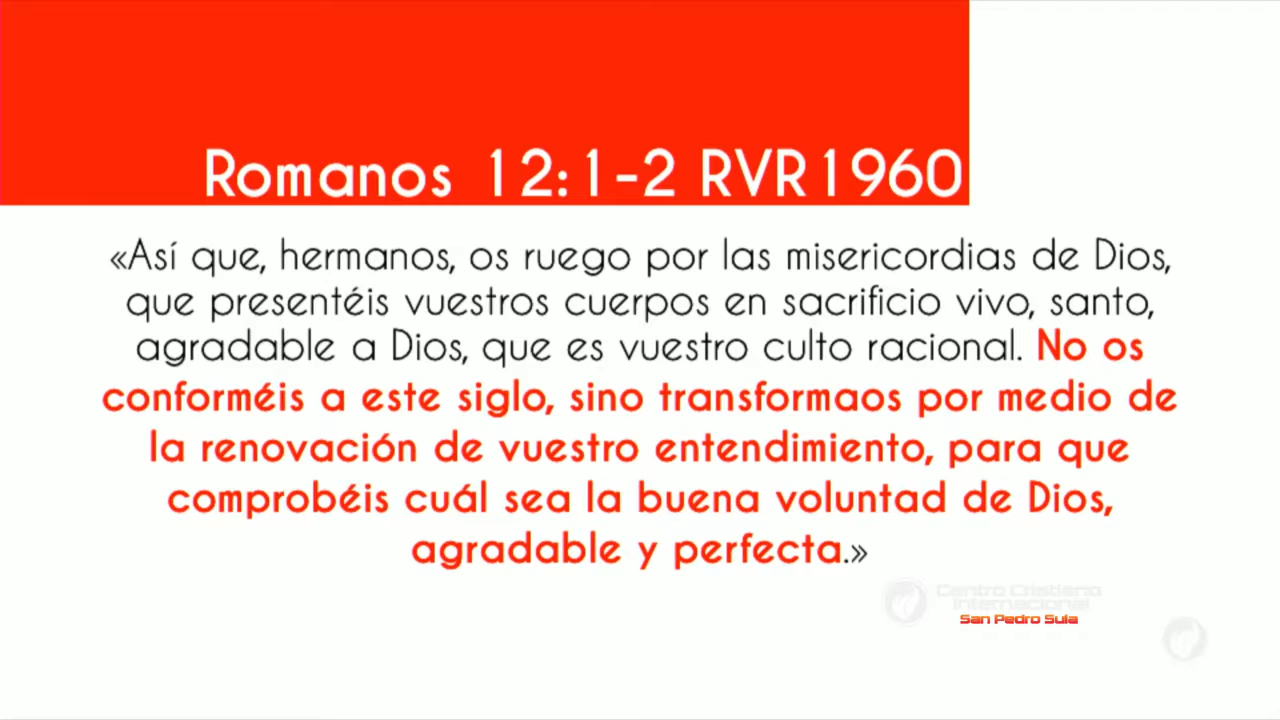 Romanos 12:1-2 RVR1960
«Así que, hermanos, os ruego por las misericordias de Dios,
que presentéis vuestros cuerpos en sacrificio vivo, santo,
agradable a Dios, que es vuestro culto racional. No os
conforméis a este siglo, sino transformaos por medio de
la renovación de vuestro entendimiento, para que
comprobéis cuál sea la buena voluntad de Dios,
agradable y perfecta.»
Centro Cristiano
Internacional
San Pedro Sula